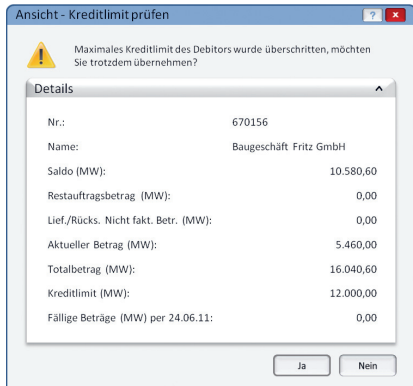 Ansicht - Kreditlimit prüfen
? x
Maximales Kreditlimit des Debitors wurde überschritten, möchten
Sie trotzdem übernehmen?
Details
Nr.: 670156
Name: Baugeschäft Fritz GmbH
Saldo (MW): 10.580,60
Restauftragsbetrag (MW): 0,00
Lief./Rücks. Nicht fakt. Betr. (MW): 0,00
Aktueller Betrag (MW): 5.460,00
Totalbetrag (MW): 16.040,60
Kreditlimit (MW): 12.000,00
Fällige Beträge (MW) per 24.06.11: 0,00
Ja Nein